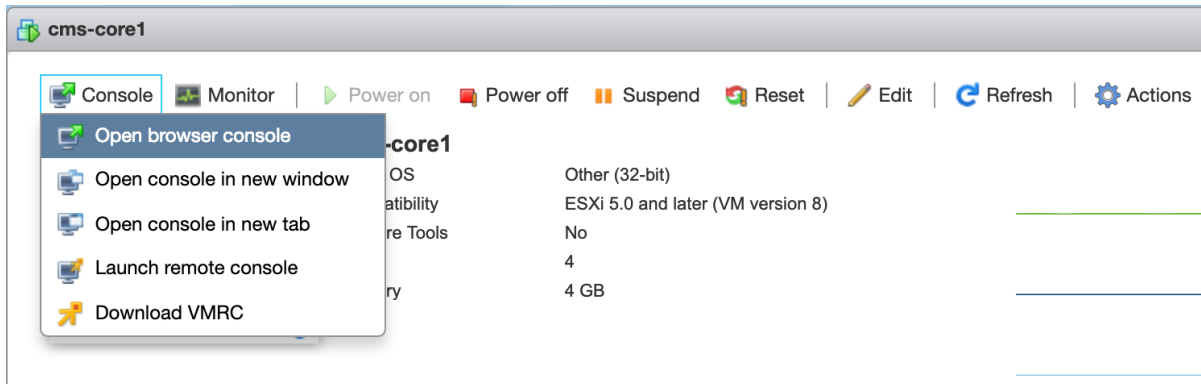 cms-core1
Console Monitor Power on Power off Suspend Reset Edit Refresh Actions
Open browser console
Open console in new window
Open console in new tab
Launch remote console
Download VMRC
-core1
OS Other (32-bit)
atibility ESXi 5.0 and later (VM version 8)
re Tools No
4
ry 4 GB